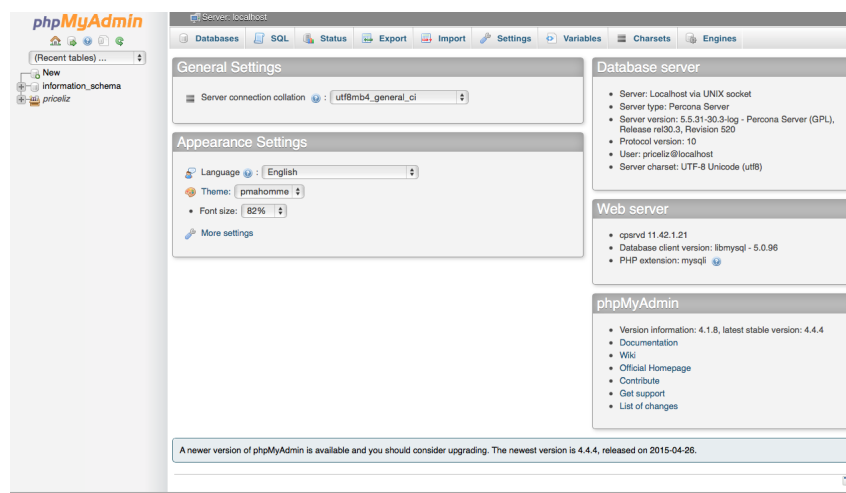 phpMyAdmin
(Recent tables) ...
New
information_schema
priceliz
Server: localhost
Databases
SQL
Status
Export
Import
Settings
Variables
Charsets
Engines
General Settings
Server connection collation : utf8mb4_general_ci
Appearance Settings
Language : English
Theme: pmahomme
Font size: 82%
More settings
Database server
Server: Localhost via UNIX socket
Server type: Percona Server
Server version: 5.5.31-30.3-log - Percona Server (GPL),
Release rel30.3, Revision 520
Protocol version: 10
User: priceliz@localhost
Server charset: UTF-8 Unicode (utf8)
Web server
cpsrvd 11.42.1.21
Database client version: libmysql - 5.0.96
PHP extension: mysqli
phpMyAdmin
Version information: 4.1.8, latest stable version: 4.4.4
Documentation
Wiki
Official Homepage
Contribute
Get support
List of changes
A newer version of phpMyAdmin is available and you should consider upgrading. The newest version is 4.4.4, released on 2015-04-26.